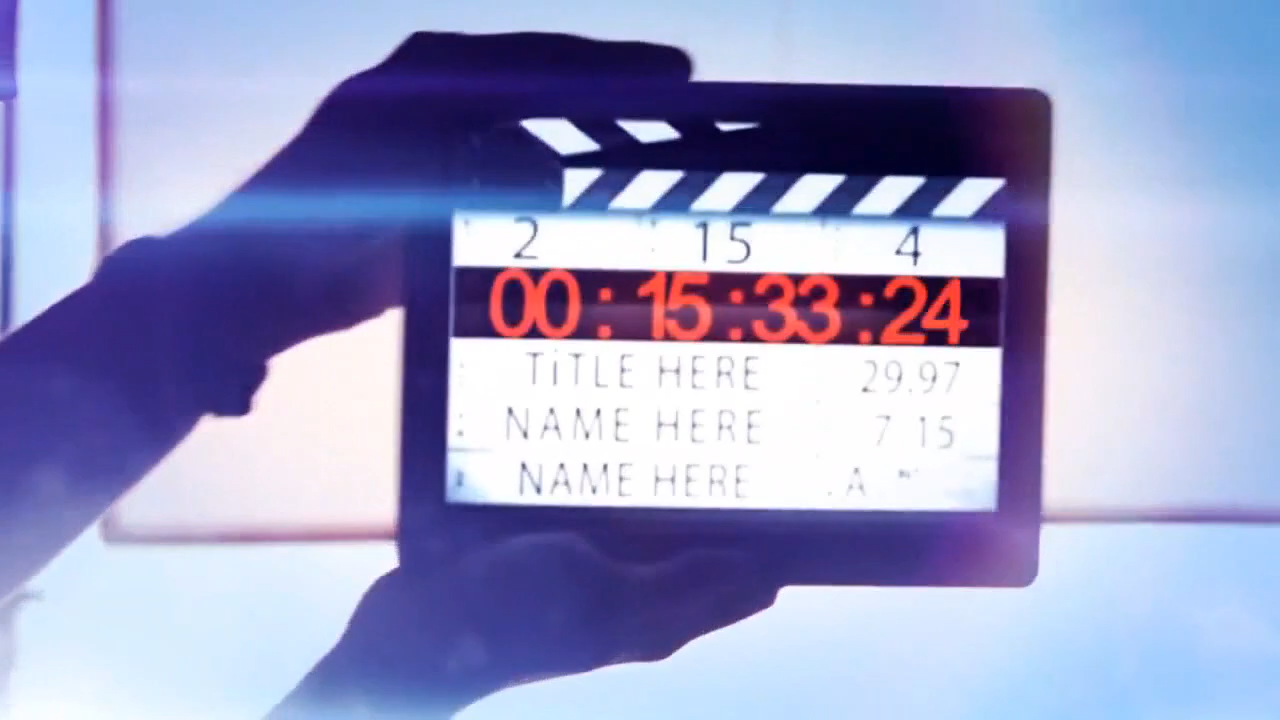 2 15 4
00:15:33:24
TiTLE HERE 29.97
NAME HERE 7 15
NAME HERE A